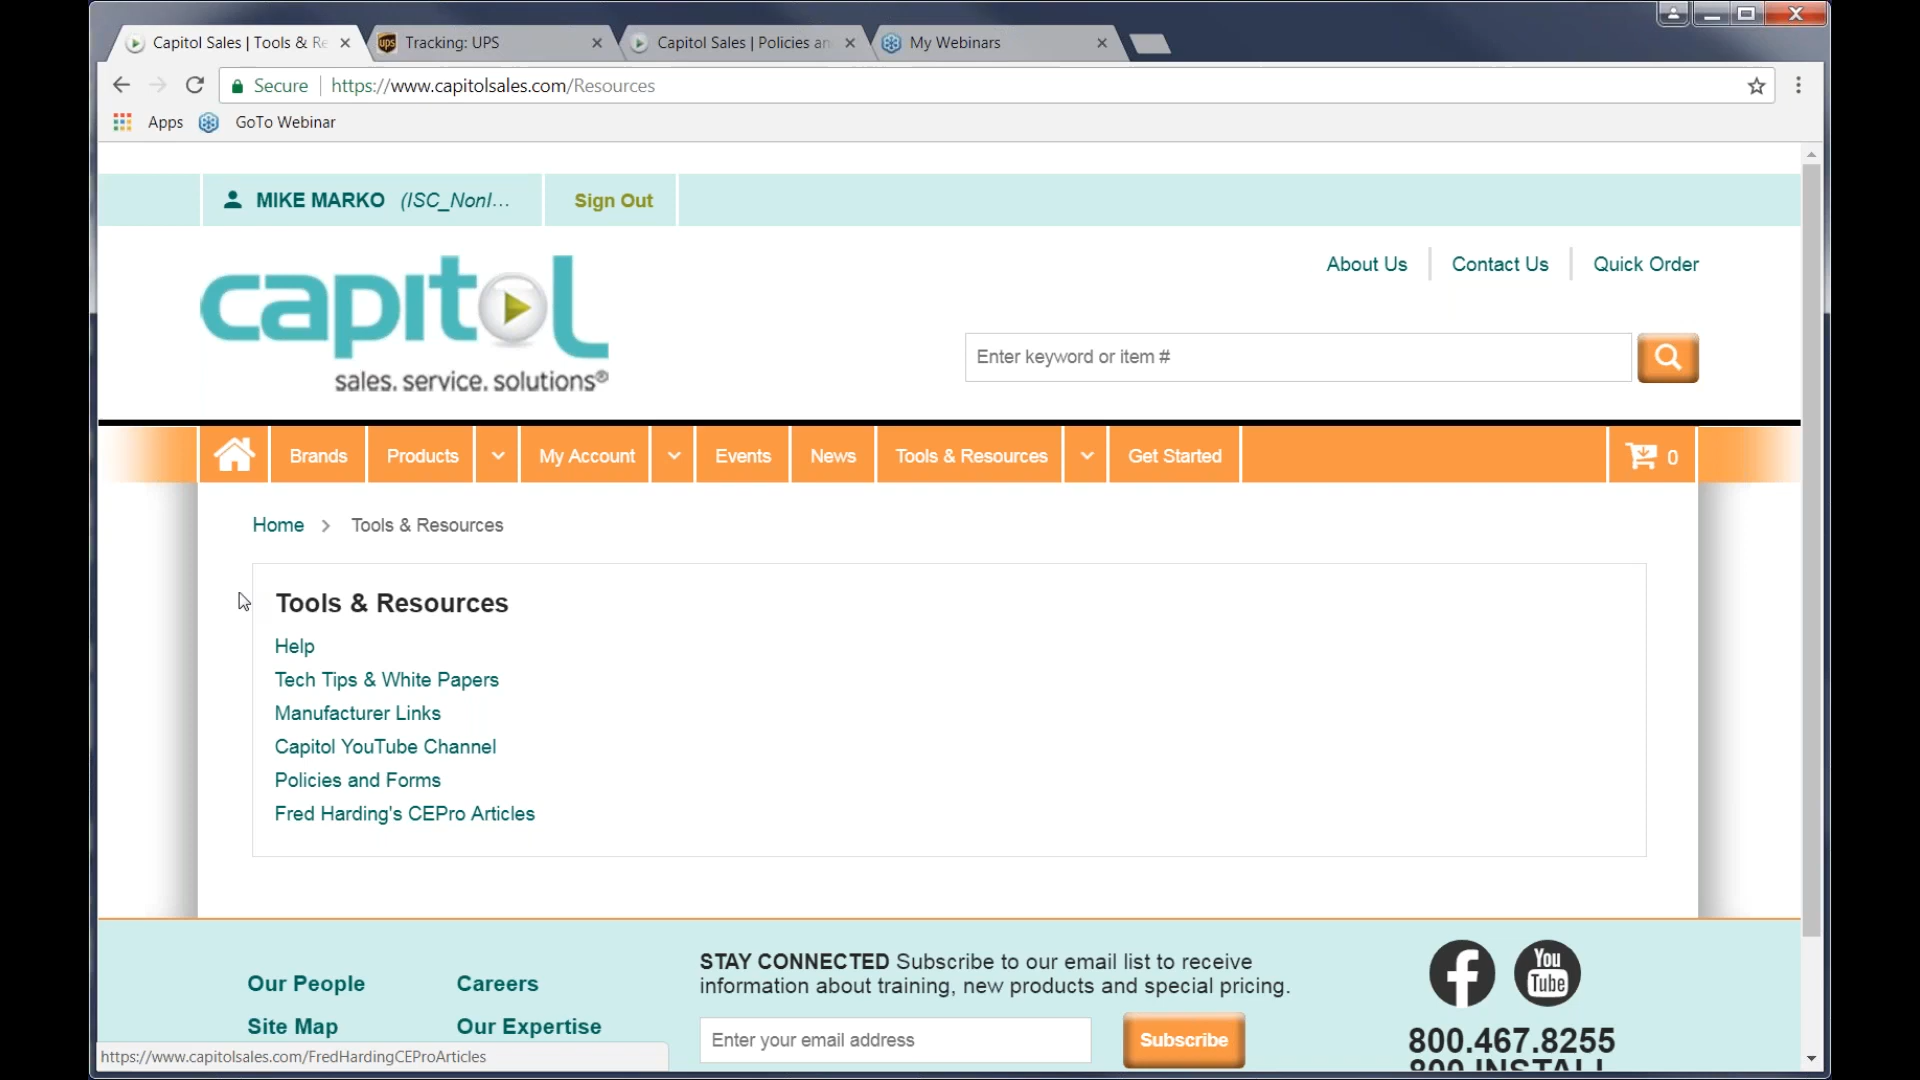 Capitol Sales | Tools & Re
Tracking: UPS
Capitol Sales | Policies an
My Webinars
Secure
https://www.capitolsales.com/Resources
Apps
GoTo Webinar
MIKE MARKO (ISC_NonI...
Sign Out
capitol
sales. service. solutions®
About Us
Contact Us
Quick Order
Enter keyword or item #
Brands
Products
My Account
Events
News
Tools & Resources
Get Started
0
Home > Tools & Resources
Tools & Resources
Help
Tech Tips & White Papers
Manufacturer Links
Capitol YouTube Channel
Policies and Forms
Fred Harding's CEPro Articles
Our People
Careers
Site Map
Our Expertise
STAY CONNECTED Subscribe to our email list to receive
information about training, new products and special pricing.
Enter your email address
Subscribe
You
Tube
800.467.8255
800.INSTALL
https://www.capitolsales.com/FredHardingCEProArticles